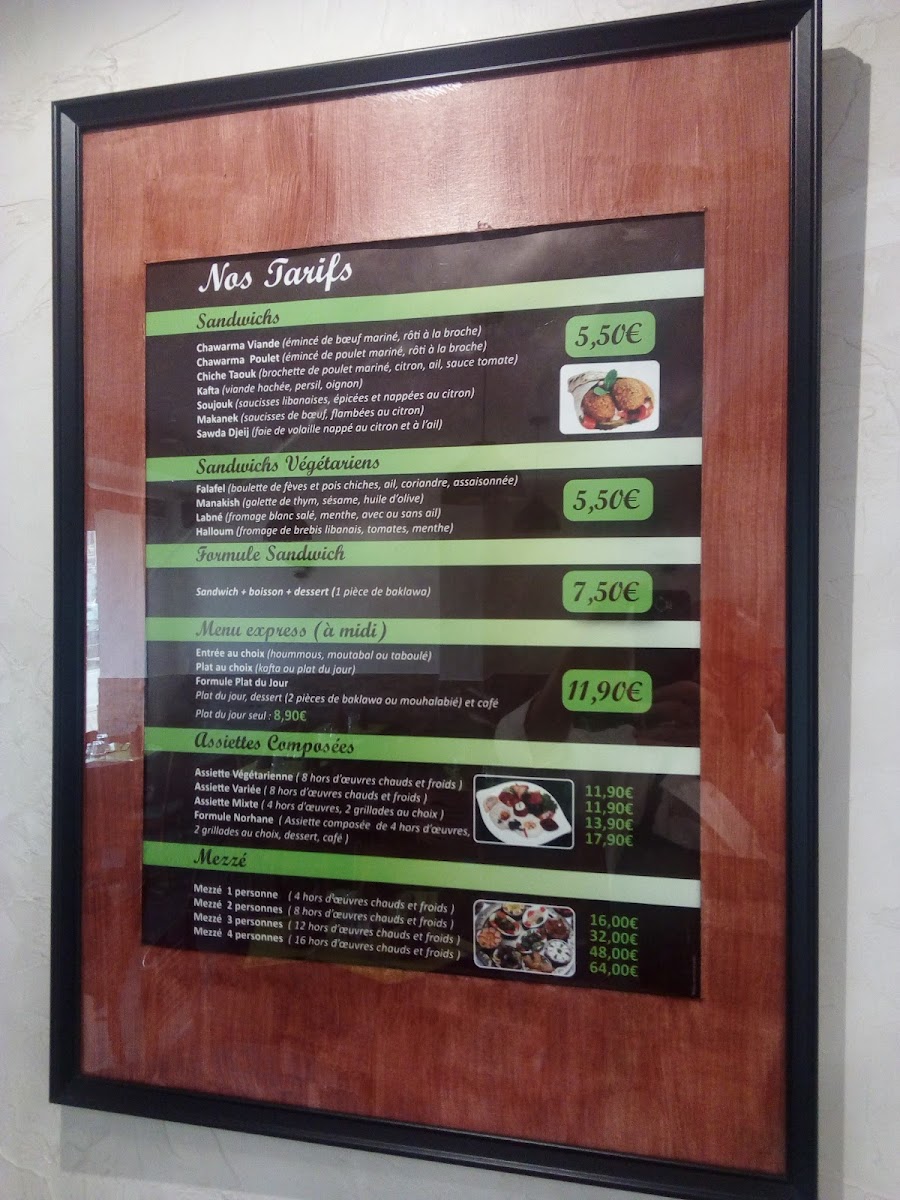 Nos Tarifs
Sandwichs
Chawarma Viande (émincé de bœuf mariné, rôti à la broche)
Chawarma Poulet (émincé de poulet mariné, rôti à la broche)
Chiche Taouk (brochette de poulet mariné, citron, ail, sauce tomate)
Kafta (viande hachée, persil, oignon)
Soujouk (saucisses libanaises, épicées et nappées au citron)
Makanek (saucisses de bœuf, flambées au citron)
Sawda Djeij (foie de volaille nappé au citron et à l'ail)
5,50€
Sandwichs Végétariens
Falafel (boulette de fèves et pois chiches, ail, coriandre, assaisonnée)
Manakish (galette de thym, sésame, huile d'olive)
Labné (fromage blanc salé, menthe, avec ou sans ail)
Halloum (fromage de brebis libanais, tomates, menthe)
5,50€
Formule Sandwich
Sandwich + boisson + dessert (1 pièce de baklawa)
7,50€
Menu express (à midi)
Entrée au choix (hoummous, moutabal ou taboulé)
Plat au choix (kafta ou plat du jour)
Formule Plat du Jour
Plat du jour, dessert (2 pièces de baklawa ou mouhalabié) et café
Plat du jour seul : 8,90€
11,90€
Assiettes Composées
Assiette Végétarienne ( 8 hors d'œuvres chauds et froids ) 11,90€
Assiette Variée ( 8 hors d'œuvres chauds et froids ) 11,90€
Assiette Mixte ( 4 hors d'œuvres, 2 grillades au choix ) 13,90€
Formule Norhane ( Assiette composée de 4 hors d'œuvres, 17,90€
2 grillades au choix, dessert, café )
Mezzé
Mezzé 1 personne ( 4 hors d'œuvres chauds et froids ) 16,00€
Mezzé 2 personnes ( 8 hors d'œuvres chauds et froids ) 32,00€
Mezzé 3 personnes ( 12 hors d'œuvres chauds et froids ) 48,00€
Mezzé 4 personnes ( 16 hors d'œuvres chauds et froids ) 64,00€